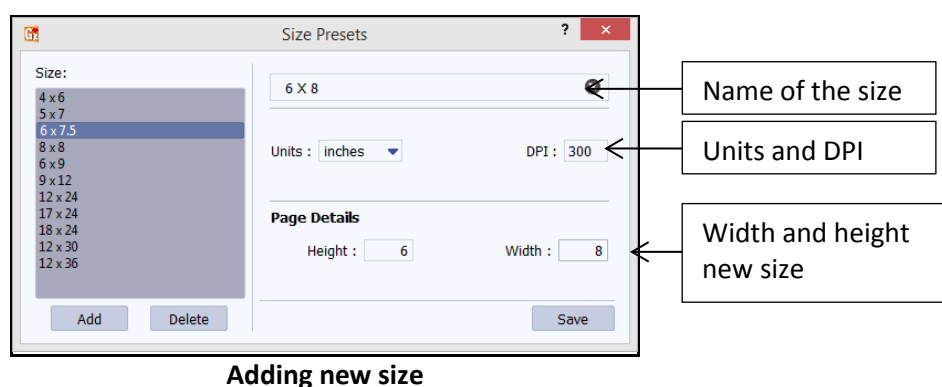 Size Presets
?
×
Size:
4 x 6
5 x 7
6 x 7.5
8 x 8
6 x 9
9 x 12
12 x 24
17 x 24
18 x 24
12 x 30
12 x 36
Add
Delete
6 X 8
Units : inches
DPI : 300
Page Details
Height : 6
Width : 8
Save
Name of the size
Units and DPI
Width and height
new size
Adding new size